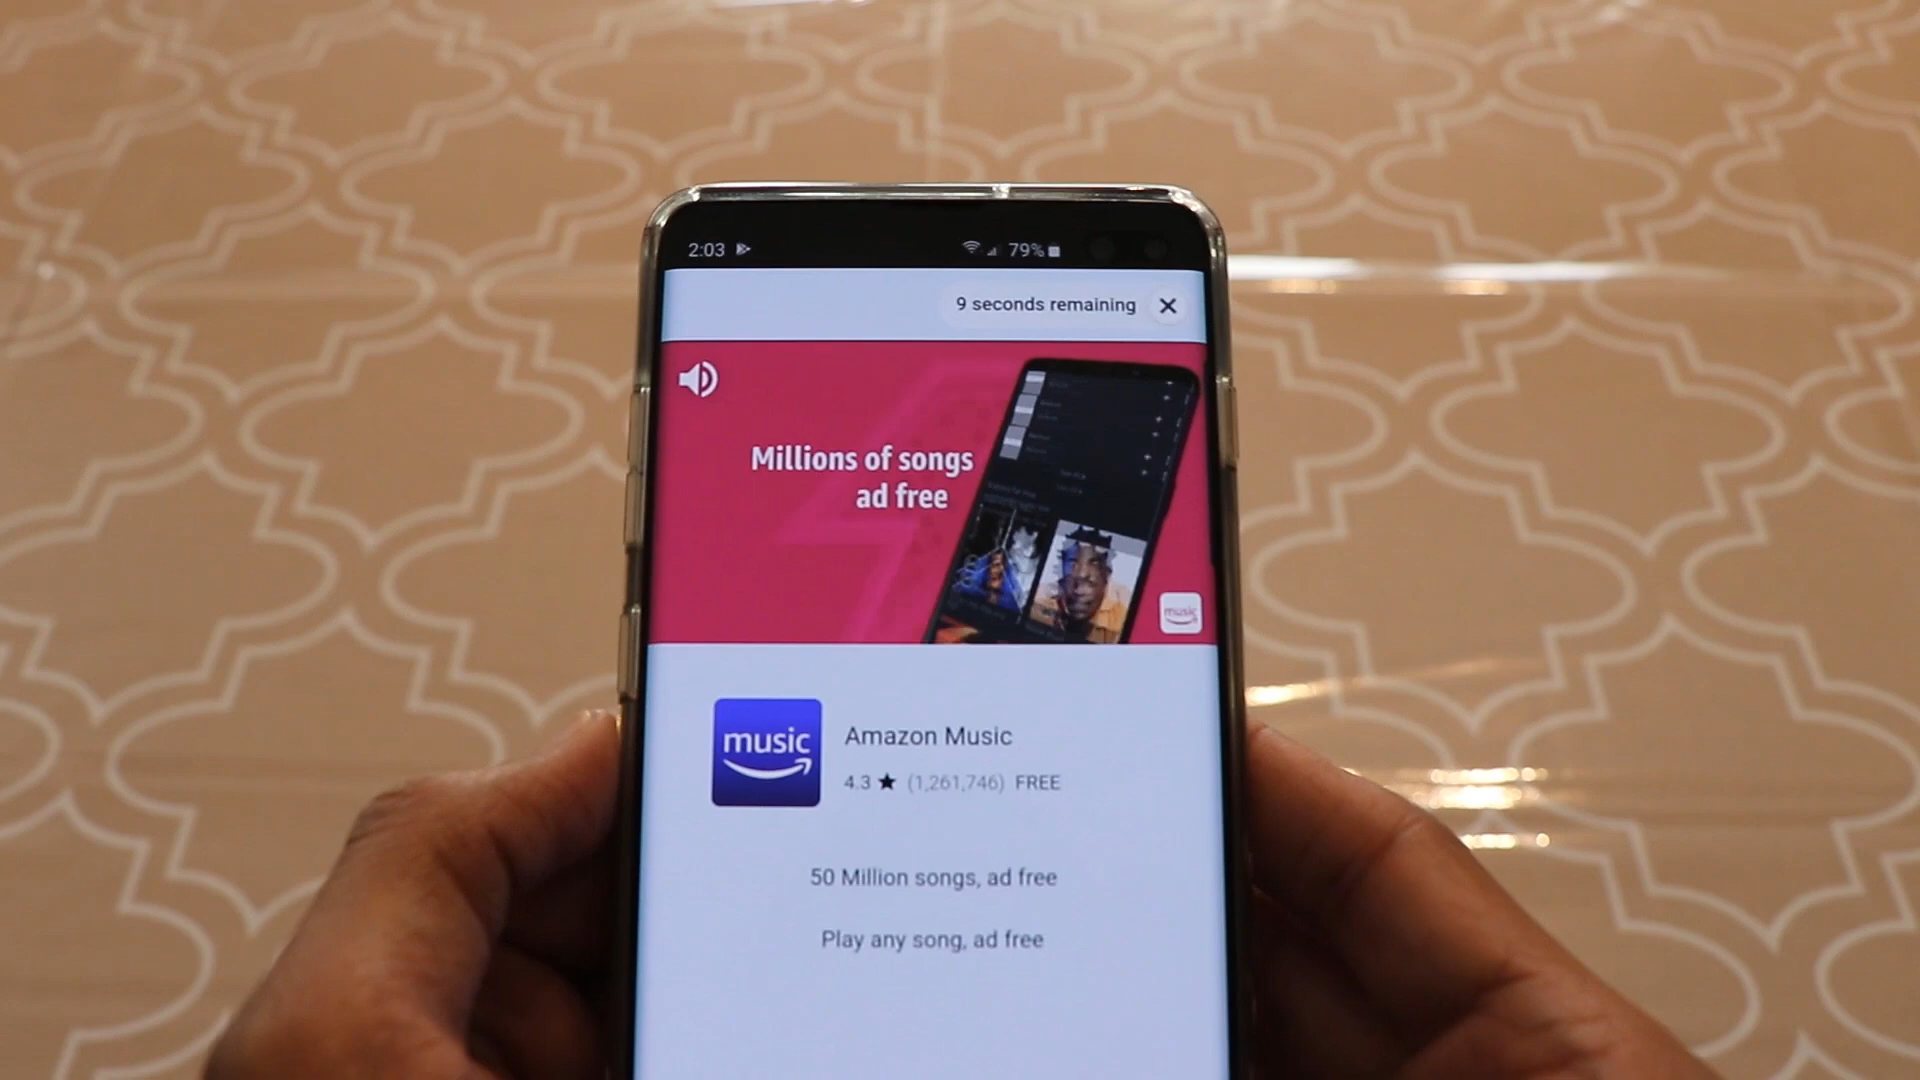 2:03
79%
9 seconds remaining
Millions of songs
ad free
music
music
Amazon Music
4.3 ★ (1,261,746) FREE
50 Million songs, ad free
Play any song, ad free